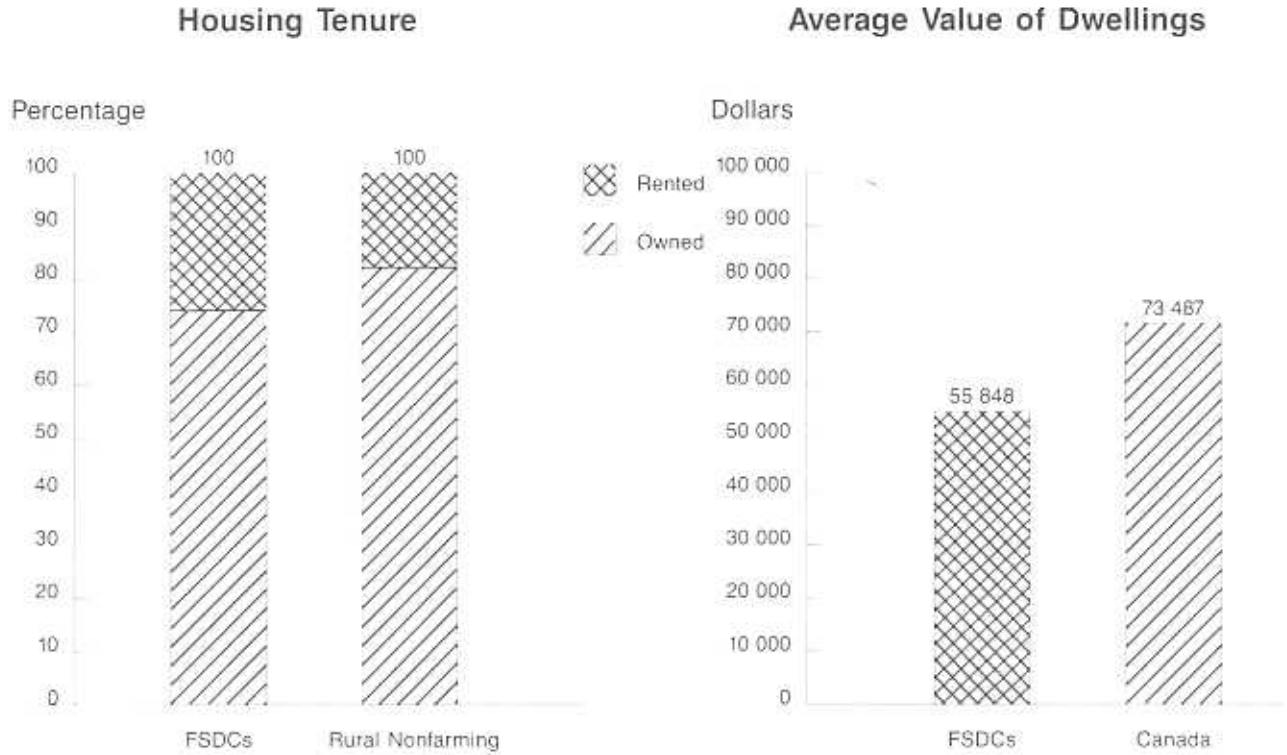 Housing Tenure
Percentage
100
90
80
70
60
50
40
30
20
10
0
100
100
FSDCs
Rural Nonfarming
Rented
Owned
Average Value of Dwellings
Dollars
100 000
90 000
80 000
70 000
60 000
50 000
40 000
30 000
20 000
10 000
0
55 848
73 487
FSDCs
Canada